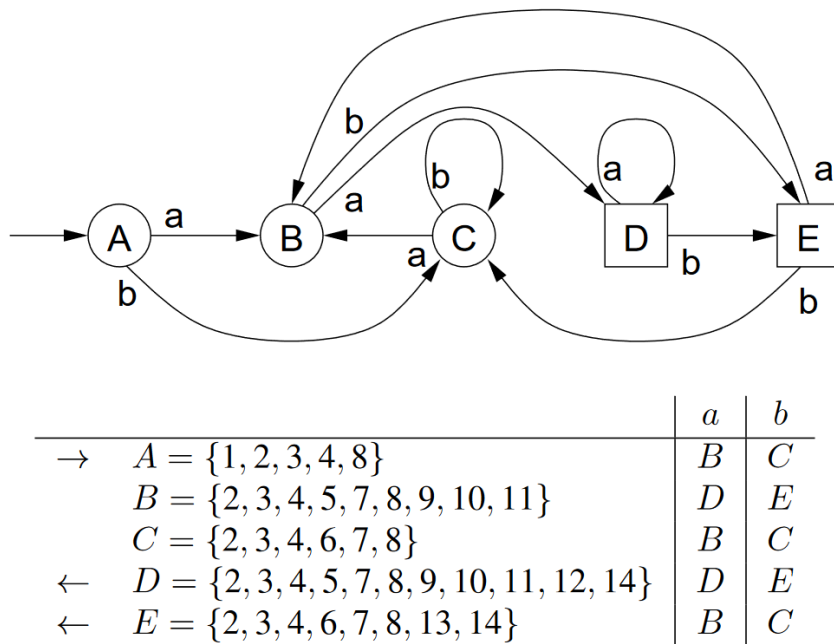 b
a
b
a
a
A
a
B
C
D
E
a
b
b
b
a b
→ A = {1, 2, 3, 4, 8} B C
B = {2, 3, 4, 5, 7, 8, 9, 10, 11} D E
C = {2, 3, 4, 6, 7, 8} B C
← D = {2, 3, 4, 5, 7, 8, 9, 10, 11, 12, 14} D E
← E = {2, 3, 4, 6, 7, 8, 13, 14} B C